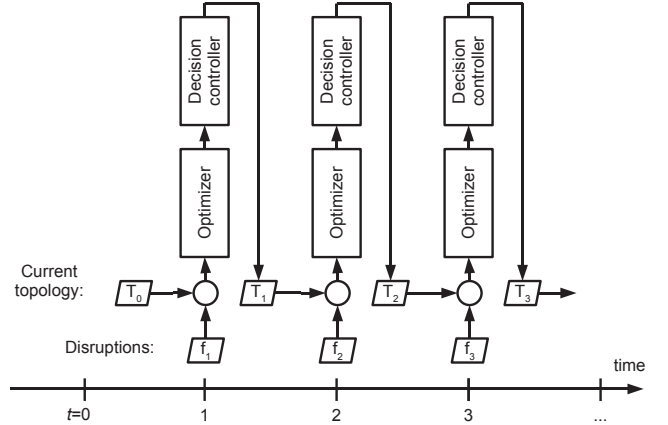 Decision controller
Decision controller
Decision controller
Optimizer
Optimizer
Optimizer
Current
topology:
T0
T1
T2
T3
Disruptions:
f1
f2
f3
time
t=0
1
2
3
...